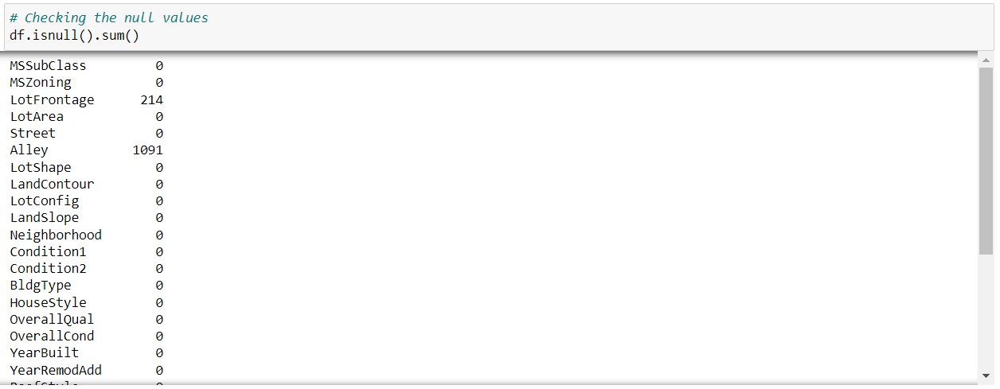 # Checking the null values
df.isnull().sum()
MSSubClass 0
MSZoning 0
LotFrontage 214
LotArea 0
Street 0
Alley 1091
LotShape 0
LandContour 0
LotConfig 0
LandSlope 0
Neighborhood 0
Condition1 0
Condition2 0
BldgType 0
HouseStyle 0
OverallQual 0
OverallCond 0
YearBuilt 0
YearRemodAdd 0